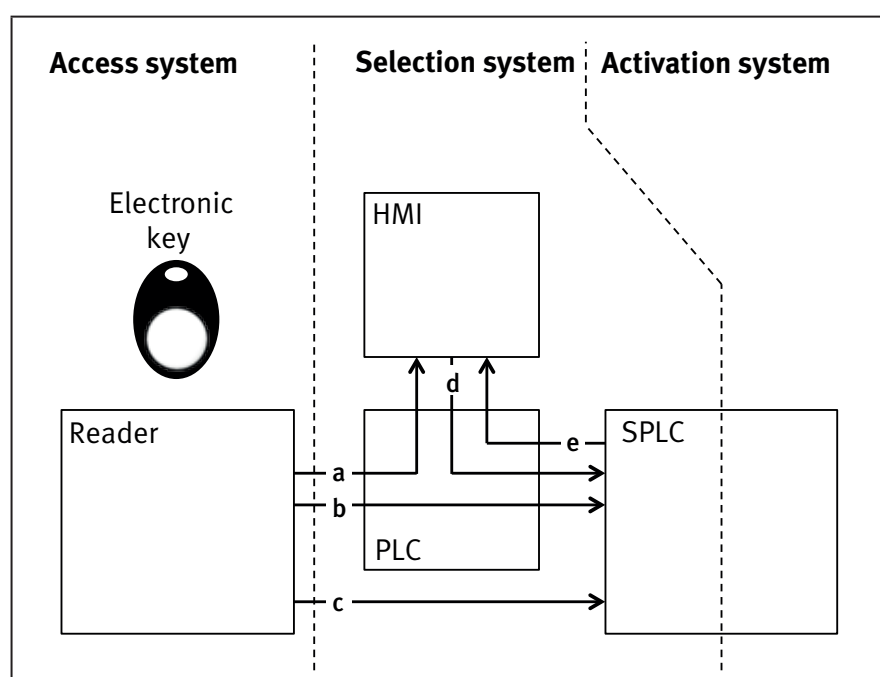 Access system
Selection system
Activation system
Electronic
key
HMI
d
Reader
SPLC
e
a
b
PLC
c